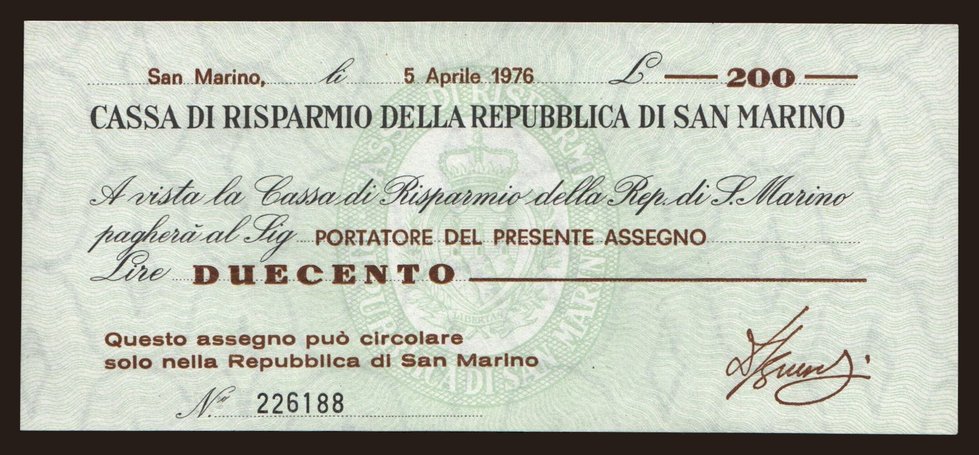 San Marino, li 5 Aprile 1976 £ 200
CASSA DI RISPARMIO DELLA REPUBBLICA DI SAN MARINO
A vista la Cassa di Risparmio della Rep. di S. Marino
pagherà al Sig. PORTATORE DEL PRESENTE ASSEGNO
Lire DUECENTO
Questo assegno può circolare
solo nella Repubblica di San Marino
N° 226188
LIBERTAS